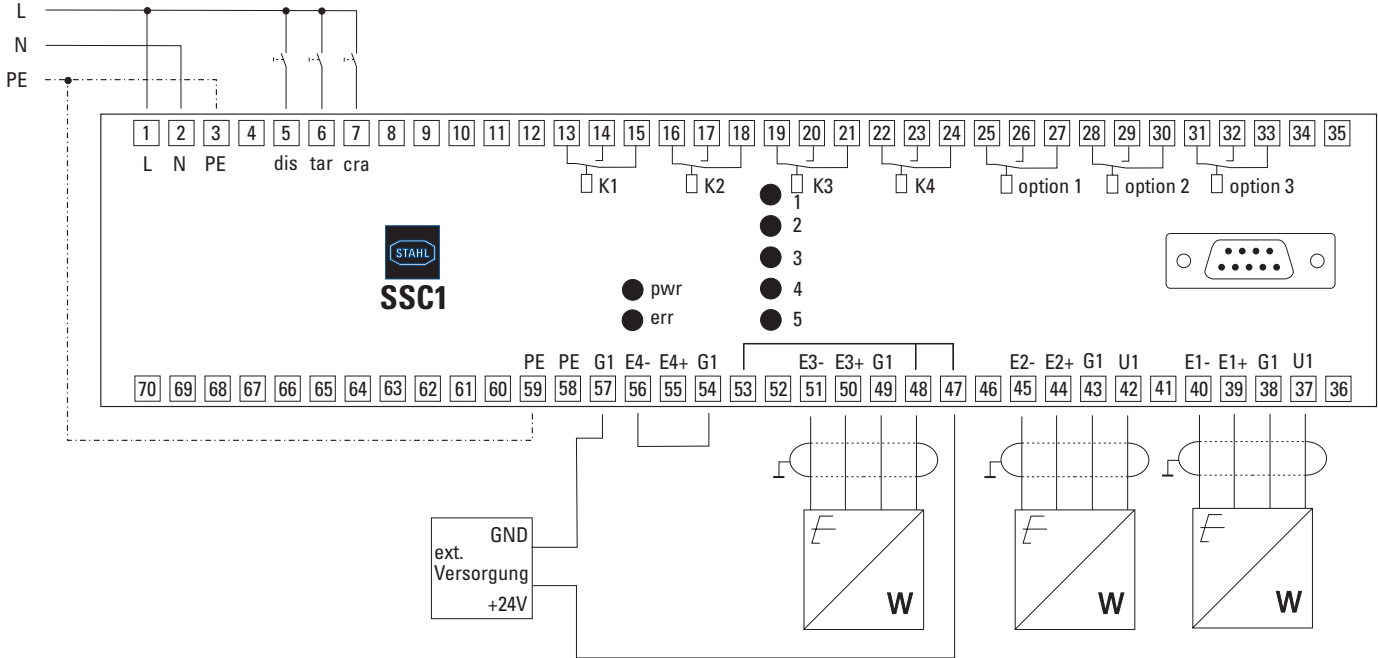 L
N
PE
1 2 3 4 5 6 7 8 9 10 11 12 13 14 15 16 17 18 19 20 21 22 23 24 25 26 27 28 29 30 31 32 33 34 35
L N PE dis tar cra
K1 K2 K3 K4 option 1 option 2 option 3
1
2
3
4
5
STAHL
SSC1
pwr
err
PE PE G1 E4- E4+ G1 E3- E3+ G1 E2- E2+ G1 U1 E1- E1+ G1 U1
70 69 68 67 66 65 64 63 62 61 60 59 58 57 56 55 54 53 52 51 50 49 48 47 46 45 44 43 42 41 40 39 38 37 36
GND
ext.
Versorgung
+24V
F W
F W
F W